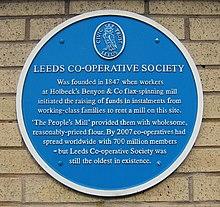 LEEDS CO-OPERATIVE SOCIETY
Was founded in 1847 when workers
at Holbeck's Benyon & Co flax-spinning mill
initiated the raising of funds in instalments from
working-class families to rent a mill on this site.
'The People's Mill' provided them with wholesome,
reasonably-priced flour. By 2007 co-operatives had
spread worldwide with 700 million members
- but Leeds Co-operative Society was
still the oldest in existence.